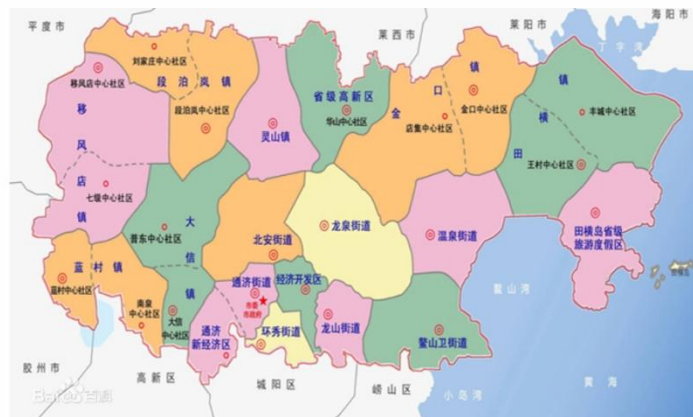 平度市
莱西市
莱阳市
海阳市
丁字湾
刘家庄中心社区
移风店中心社区
段泊岚镇
段泊岚中心社区
移风店镇
七级中心社区
灵山镇
省级高新区
华山中心社区
金口镇
金口中心社区
店集中心社区
田横镇
丰城中心社区
王村中心社区
普东中心社区
大信镇
大信
中心社区
北安街道
龙泉街道
温泉街道
田横岛省级
旅游度假区
蓝村镇
蓝村中心社区
南泉
中心社区
通济街道
市委
市政府
经济开发区
通济
新经济区
环秀街道
龙山街道
鳌山卫街道
鳌山湾
胶州市
高新区
城阳区
崂山区
小岛湾
黄海
Bai百科